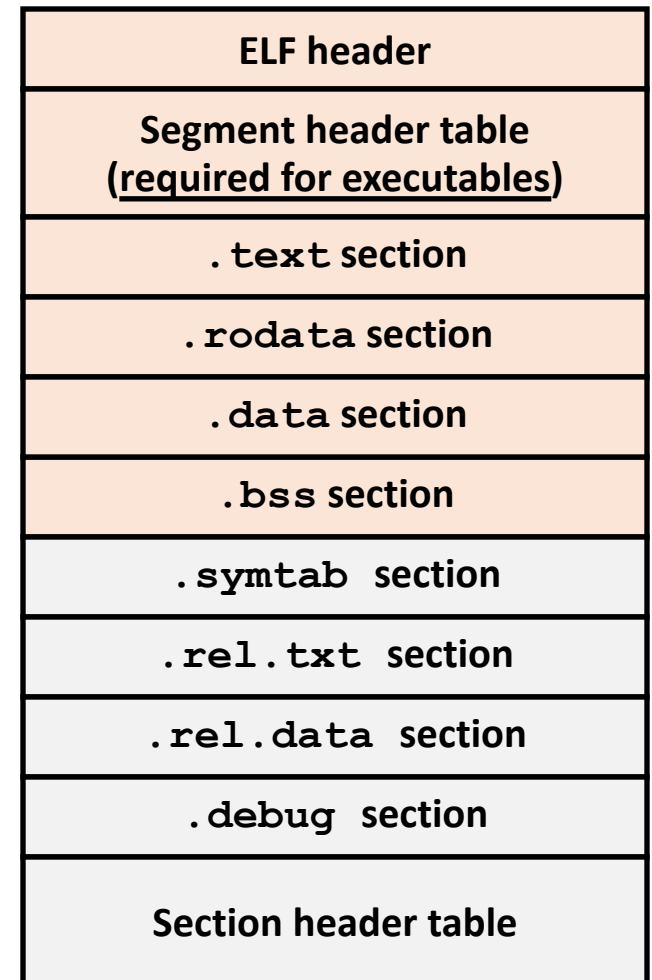 ELF header
Segment header table
(required for executables)
.text section
.rodata section
.data section
.bss section
.symtab section
.rel.txt section
.rel.data section
.debug section
Section header table